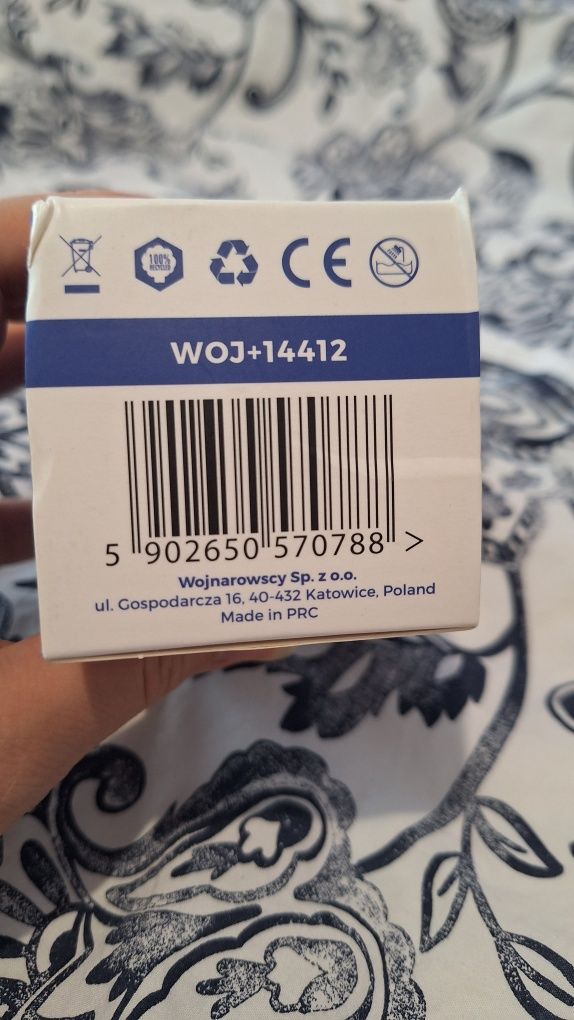 100%
RECYCLED
CE
WOJ+14412
5 902650 570788 >
Wojnarowscy Sp. z o.o.
ul. Gospodarcza 16, 40-432 Katowice, Poland
Made in PRC